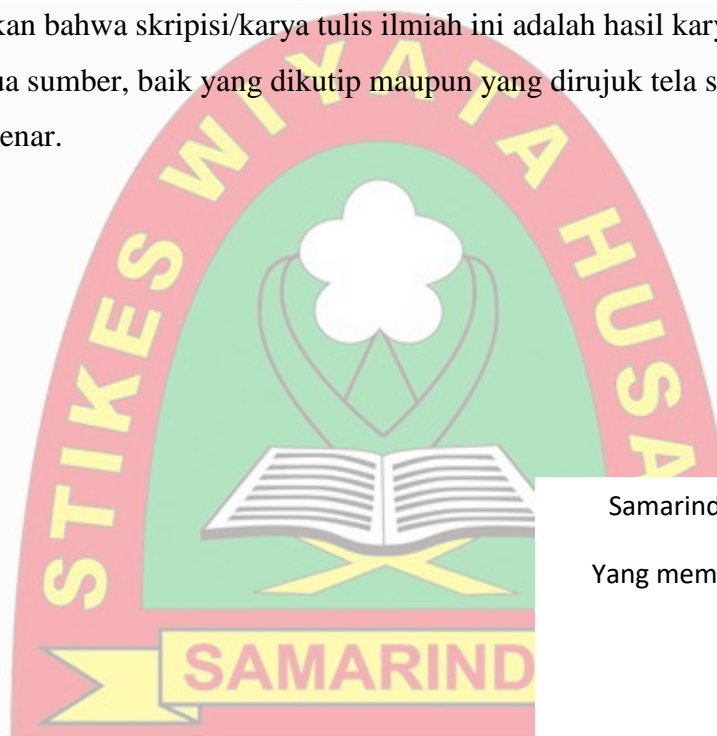 kan bahwa skripisi/karya tulis ilmiah ini adalah hasil kary
ua sumber, baik yang dikutip maupun yang dirujuk tela s
enar.
STIKES WIYATA HUSA
Samarind
Yang mem
SAMARIND